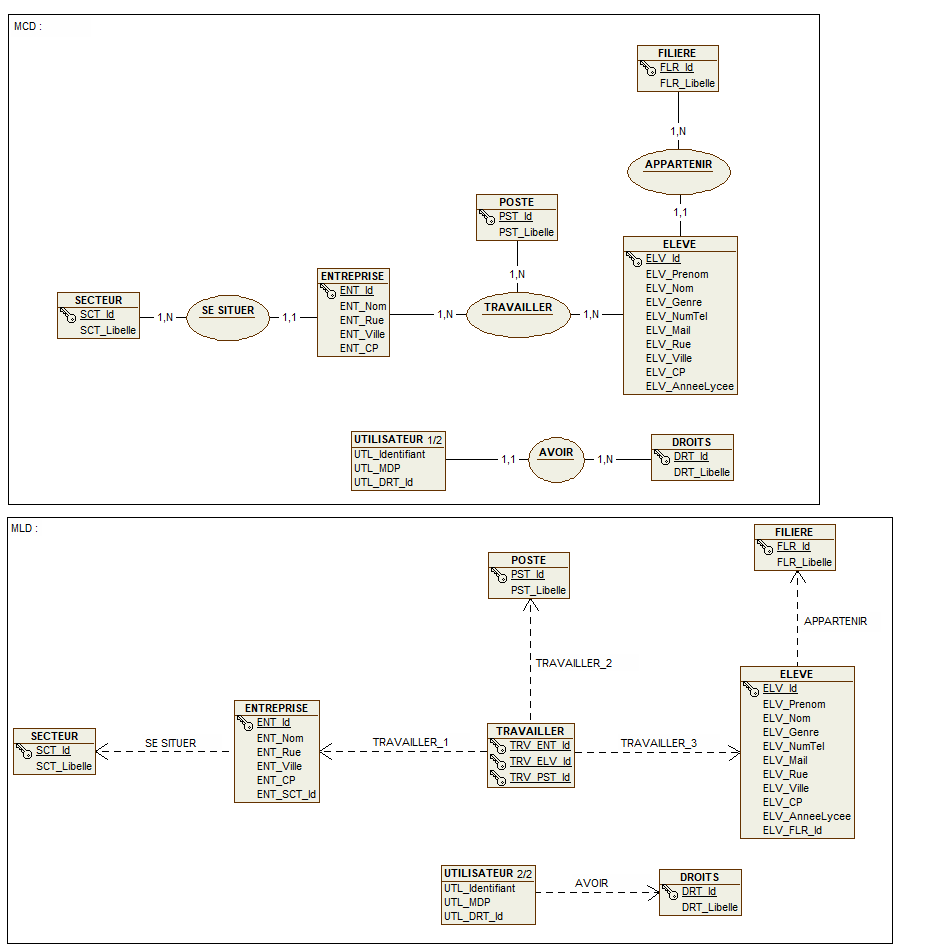 MCD :
FILIERE
FLR_Id
FLR_Libelle
1,N
APPARTENIR
1,1
POSTE
PST_Id
PST_Libelle
1,N
ELEVE
ELV_Id
ELV_Prenom
ELV_Nom
ELV_Genre
ELV_NumTel
ELV_Mail
ELV_Rue
ELV_Ville
ELV_CP
ELV_AnneeLycee
SECTEUR
SCT_Id
SCT_Libelle
1,N
SE SITUER
1,1
ENTREPRISE
ENT_Id
ENT_Nom
ENT_Rue
ENT_Ville
ENT_CP
1,N
TRAVAILLER
1,N
UTILISATEUR 1/2
UTL_Identifiant
UTL_MDP
UTL_DRT_Id
1,1
AVOIR
1,N
DROITS
DRT_Id
DRT_Libelle
MLD :
FILIERE
FLR_Id
FLR_Libelle
APPARTENIR
POSTE
PST_Id
PST_Libelle
TRAVAILLER_2
ELEVE
ELV_Id
ELV_Prenom
ELV_Nom
ELV_Genre
ELV_NumTel
ELV_Mail
ELV_Rue
ELV_Ville
ELV_CP
ELV_AnneeLycee
ELV_FLR_Id
SECTEUR
SCT_Id
SCT_Libelle
SE SITUER
ENTREPRISE
ENT_Id
ENT_Nom
ENT_Rue
ENT_Ville
ENT_CP
ENT_SCT_Id
TRAVAILLER_1
TRAVAILLER
TRV_ENT_Id
TRV_ELV_Id
TRV_PST_Id
TRAVAILLER_3
UTILISATEUR 2/2
UTL_Identifiant
UTL_MDP
UTL_DRT_Id
AVOIR
DROITS
DRT_Id
DRT_Libelle